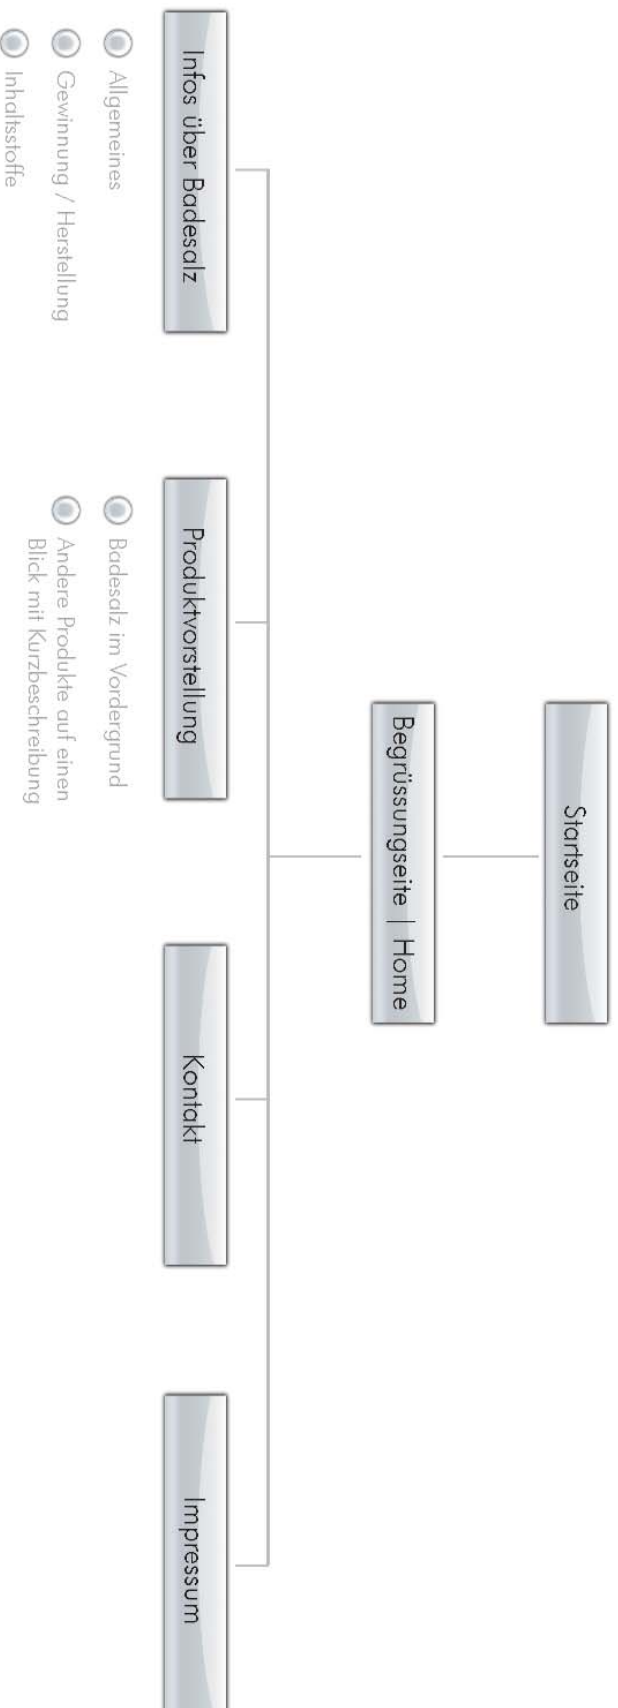 Startseite
Begrüssungseite | Home
Infos über Badesalz
Allgemeines
Gewinnung / Herstellung
Inhaltsstoffe
Produktvorstellung
Badesalz im Vordergrund
Andere Produkte auf einen
Blick mit Kurzbeschreibung
Kontakt
Impressum